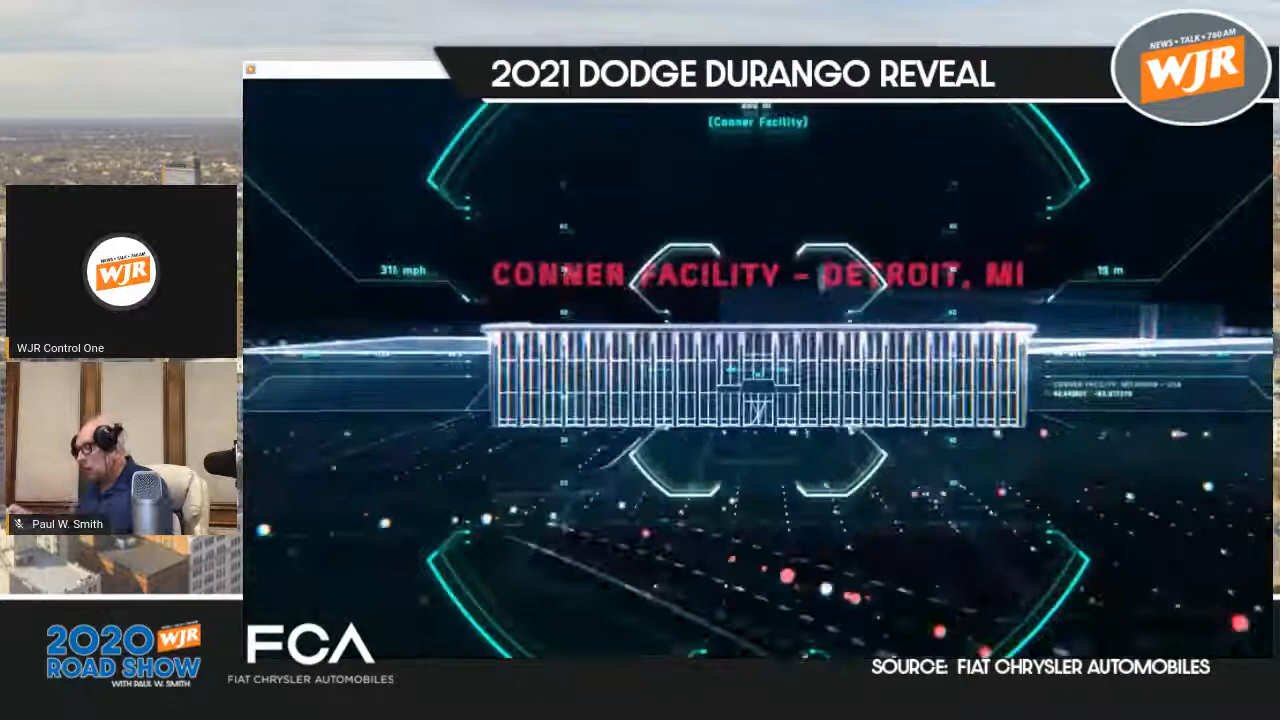 2021 DODGE DURANGO REVEAL
NEWS • TALK • 760 AM
WJR
[Conner Facility]
311 mph
CONNER FACILITY - DETROIT, MI
WJR
WJR Control One
Paul W. Smith
2020 WJR
ROAD SHOW
WITH PAUL W. SMITH
FCA
FIAT CHRYSLER AUTOMOBILES
SOURCE: FIAT CHRYSLER AUTOMOBILES